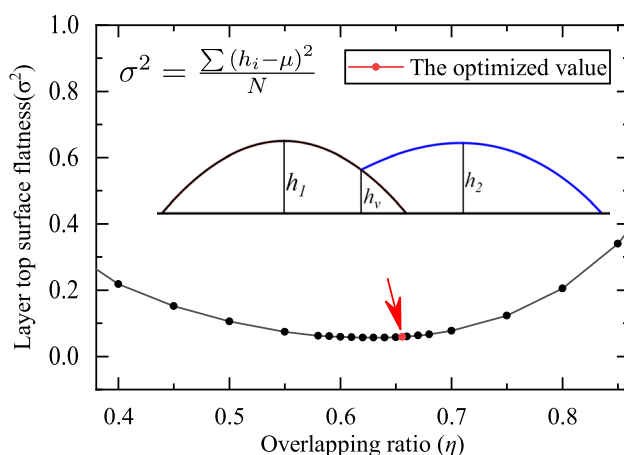 1.0
0.8
0.6
0.4
0.2
0.0
Layer top surface flatness(σ²)
σ² = ∑(hᵢ−μ)²/N
The optimized value
h₁
hᵥ
h₂
0.4 0.5 0.6 0.7 0.8
Overlapping ratio (η)